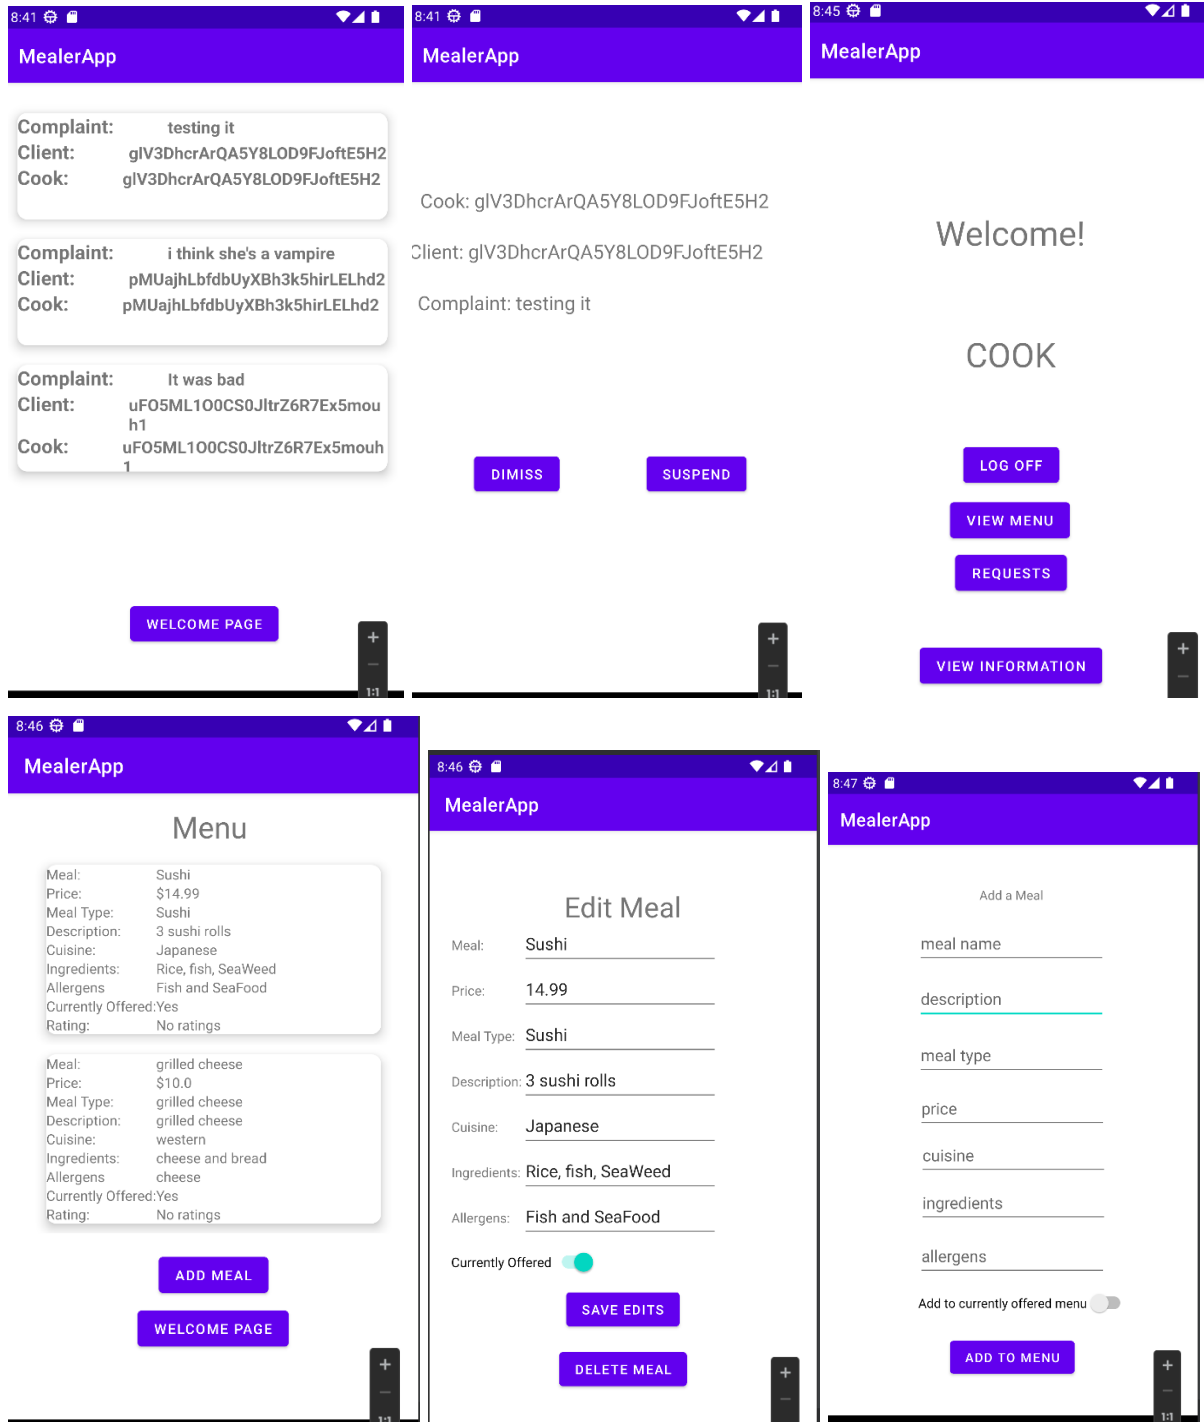 8:41
MealerApp
Complaint: testing it
Client: glV3DhcrArQA5Y8LOD9FJoftE5H2
Cook: glV3DhcrArQA5Y8LOD9FJoftE5H2
Complaint: i think she's a vampire
Client: pMUajhLbfdbUyXBh3k5hirLELhd2
Cook: pMUajhLbfdbUyXBh3k5hirLELhd2
Complaint: It was bad
Client: uFO5ML1O0CS0JltrZ6R7Ex5mou
h1
Cook: uFO5ML1O0CS0JltrZ6R7Ex5mouh
1
WELCOME PAGE
1:1
8:41
MealerApp
Cook: glV3DhcrArQA5Y8LOD9FJoftE5H2
Client: glV3DhcrArQA5Y8LOD9FJoftE5H2
Complaint: testing it
DIMISS SUSPEND
1:1
8:45
MealerApp
Welcome!
COOK
LOG OFF
VIEW MENU
REQUESTS
VIEW INFORMATION
8:46
MealerApp
Menu
Meal: Sushi
Price: $14.99
Meal Type: Sushi
Description: 3 sushi rolls
Cuisine: Japanese
Ingredients: Rice, fish, SeaWeed
Allergens Fish and SeaFood
Currently Offered:Yes
Rating: No ratings
Meal: grilled cheese
Price: $10.0
Meal Type: grilled cheese
Description: grilled cheese
Cuisine: western
Ingredients: cheese and bread
Allergens cheese
Currently Offered:Yes
Rating: No ratings
ADD MEAL
WELCOME PAGE
1:1
8:46
MealerApp
Edit Meal
Meal: Sushi
Price: 14.99
Meal Type: Sushi
Description: 3 sushi rolls
Cuisine: Japanese
Ingredients: Rice, fish, SeaWeed
Allergens: Fish and SeaFood
Currently Offered
SAVE EDITS
DELETE MEAL
8:47
MealerApp
Add a Meal
meal name
description
meal type
price
cuisine
ingredients
allergens
Add to currently offered menu
ADD TO MENU
1:1